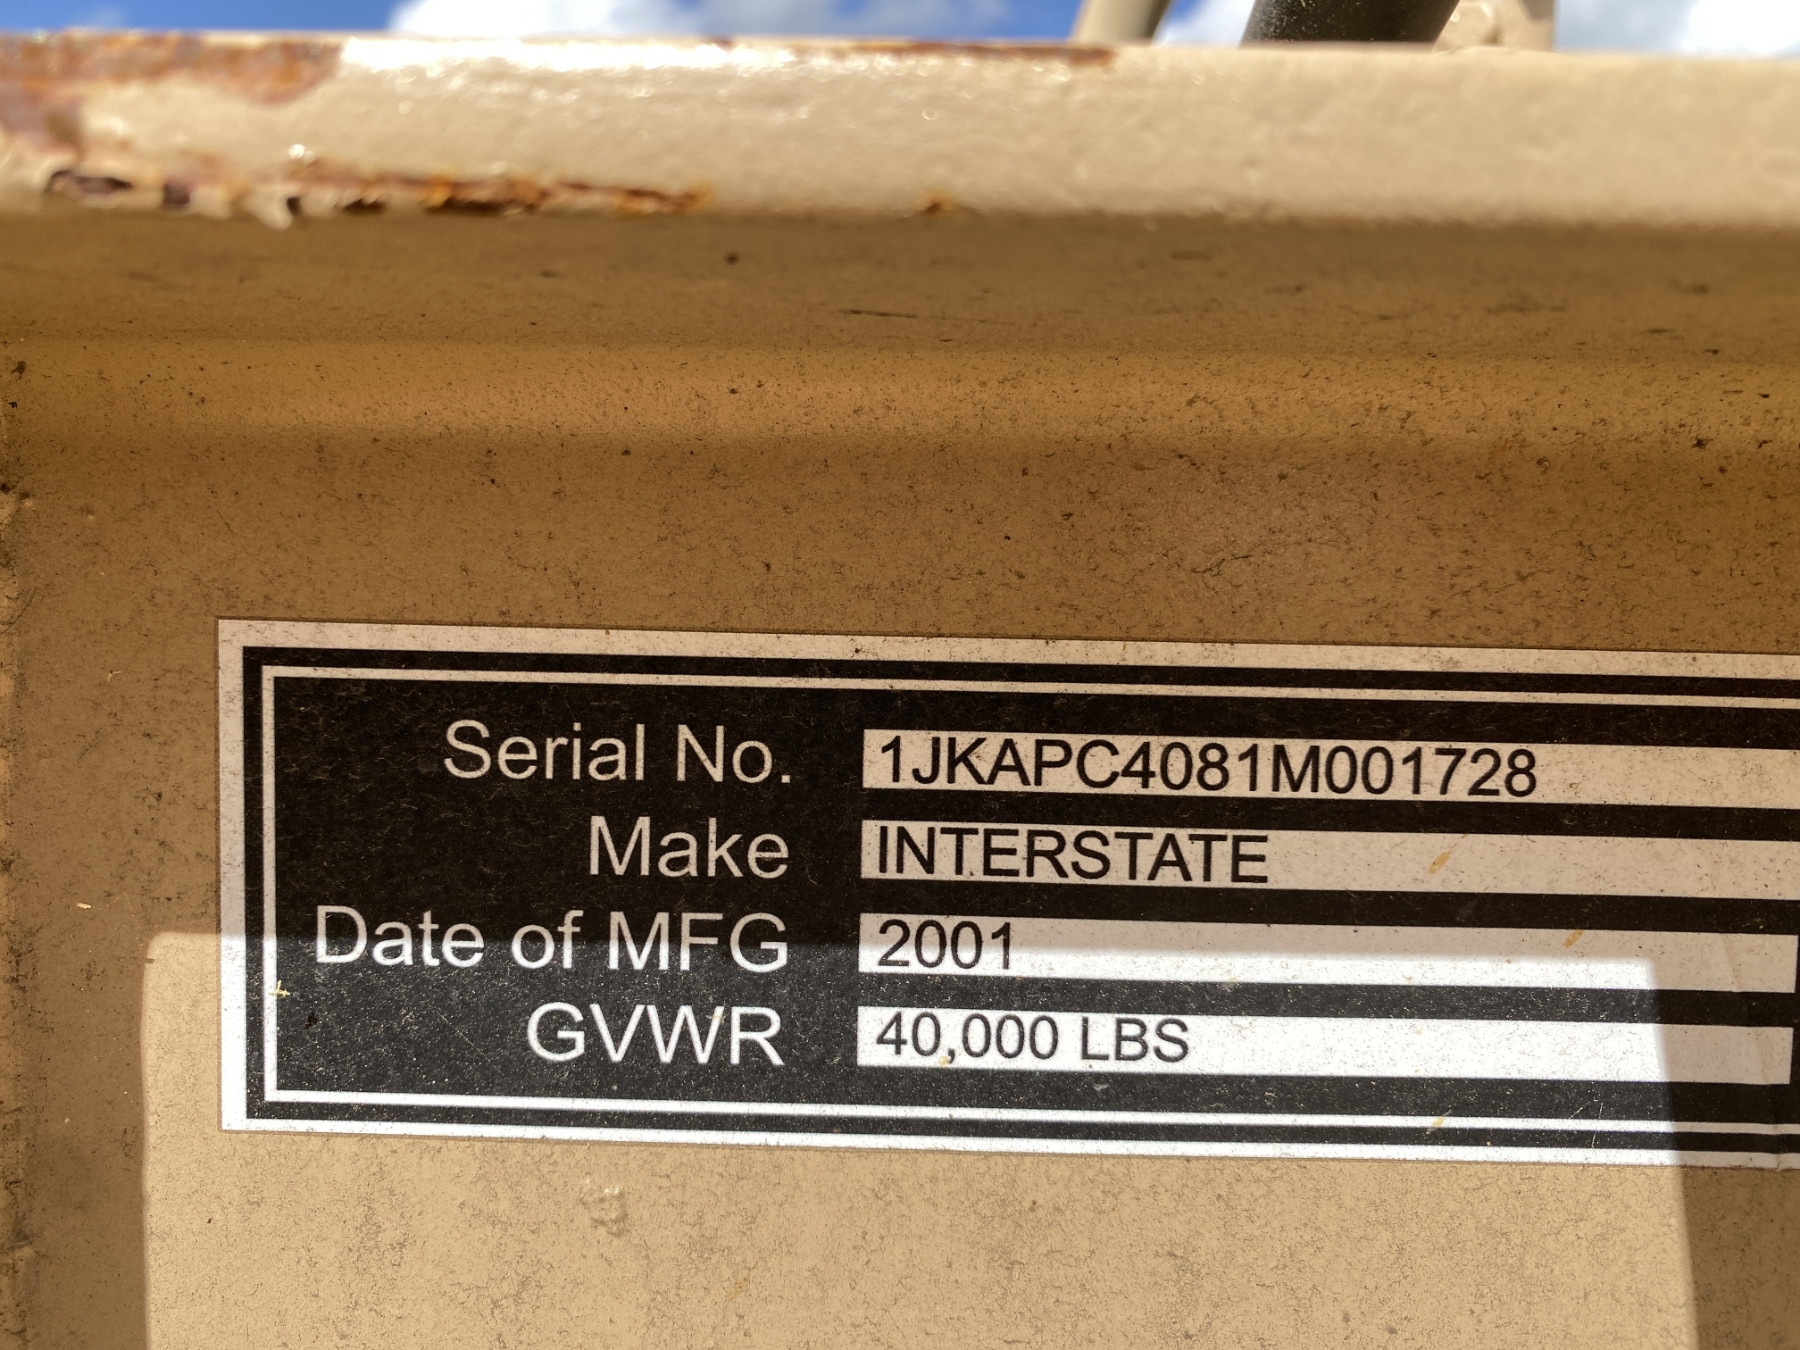 Serial No. 1JKAPC4081M001728
Make INTERSTATE
Date of MFG 2001
GVWR 40,000 LBS